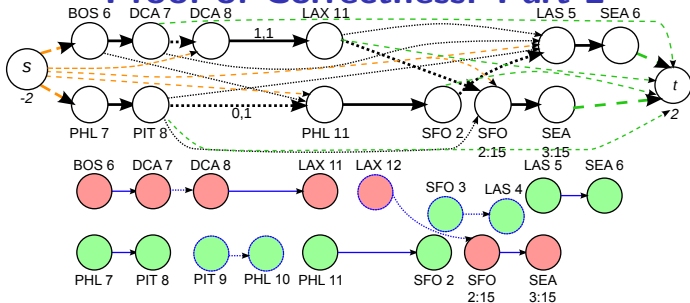 Proof of Correctness: Part 2
BOS 6 DCA 7 DCA 8 LAX 11 LAS 5 SEA 6
1,1
s
-2
t
2
0,1
PHL 7 PIT 8 PHL 11 SFO 2 SFO 2:15 SEA 3:15
BOS 6 DCA 7 DCA 8 LAX 11 LAX 12 SFO 3 LAS 4 LAS 5 SEA 6
PHL 7 PIT 8 PIT 9 PHL 10 PHL 11 SFO 2 SFO 2:15 SEA 3:15